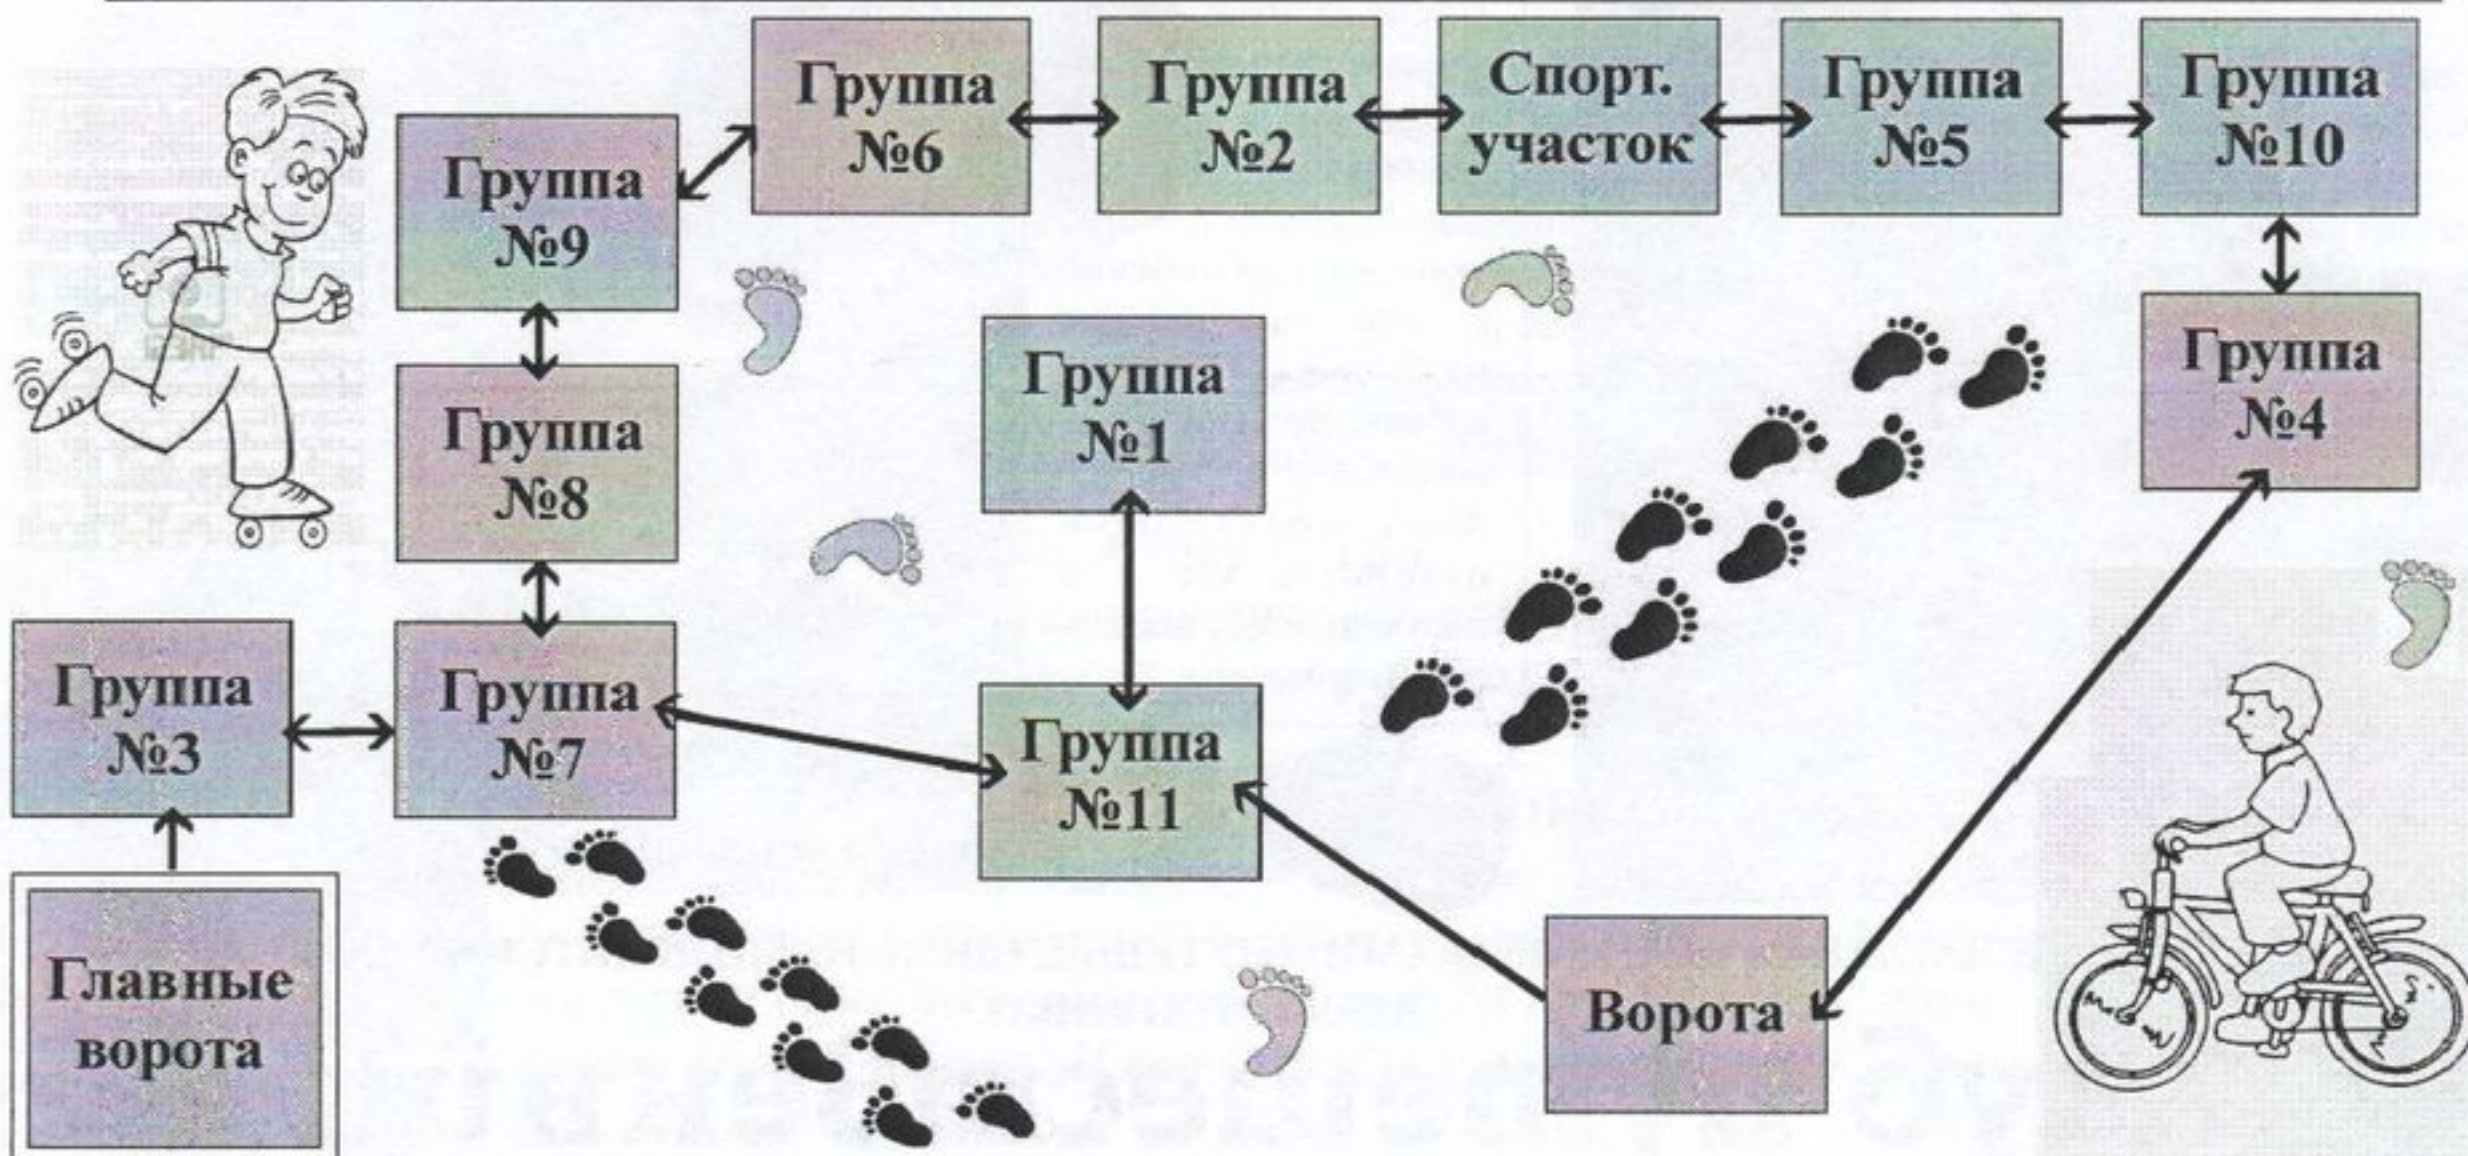 Группа
№6
Группа
№2
Спорт.
участок
Группа
№5
Группа
№10
Группа
№9
Группа
№1
Группа
№4
Группа
№8
Группа
№3
Группа
№7
Группа
№11
Главные
ворота
Ворота